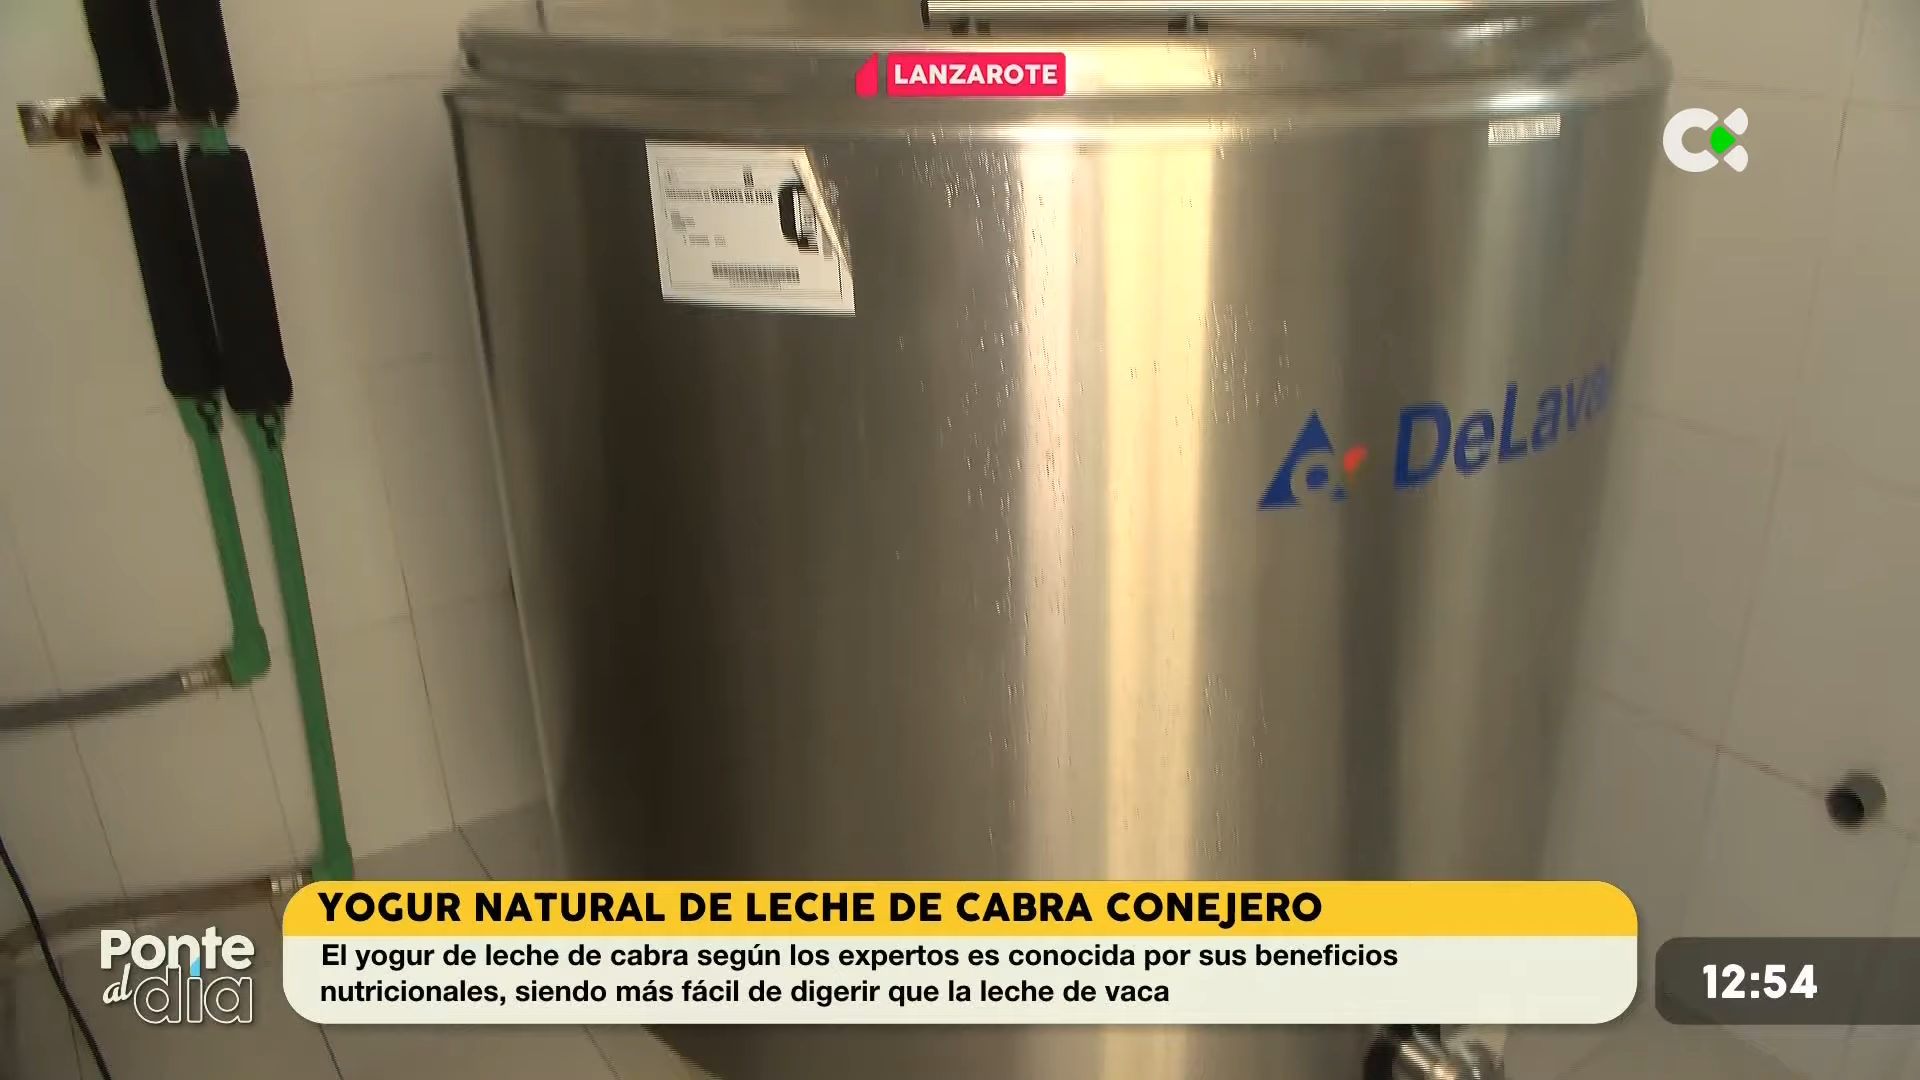 LANZAROTE
DeLaval
YOGUR NATURAL DE LECHE DE CABRA CONEJERO
El yogur de leche de cabra según los expertos es conocida por sus beneficios
nutricionales, siendo más fácil de digerir que la leche de vaca
Ponte
al día
12:54